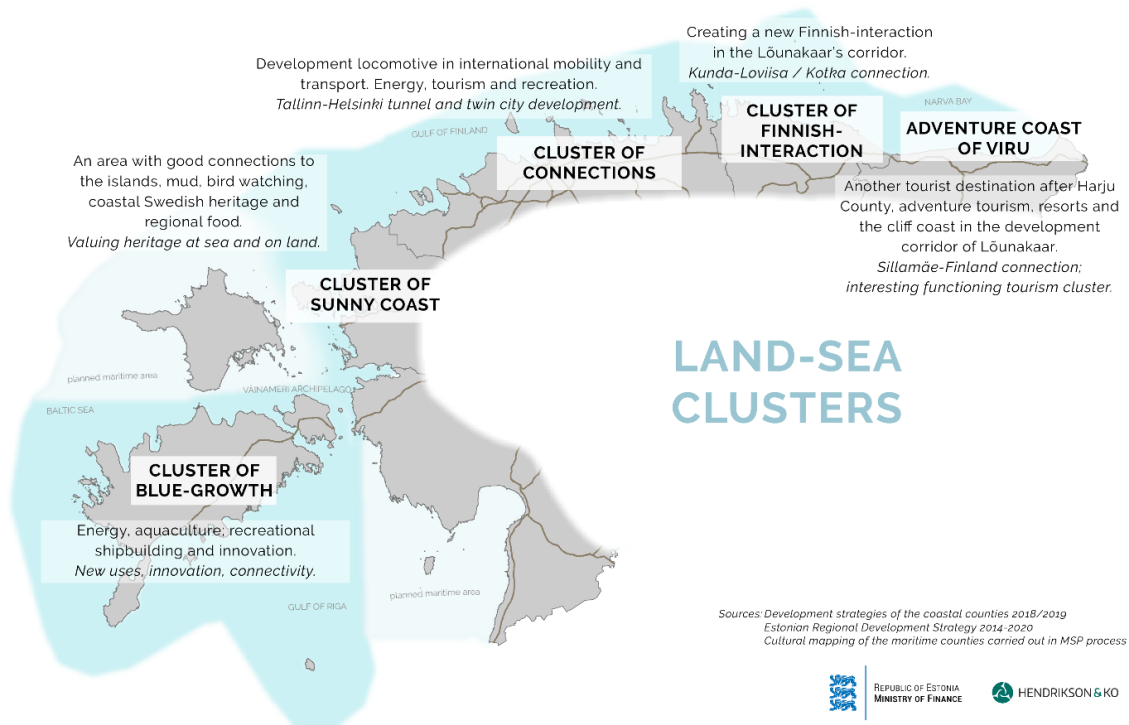 Creating a new Finnish-interaction
in the Lõunakaar's corridor.
Kunda-Loviisa / Kotka connection.
Development locomotive in international mobility and
transport. Energy, tourism and recreation.
Tallinn-Helsinki tunnel and twin city development.
NARVA BAY
CLUSTER OF
FINNISH-
INTERACTION
ADVENTURE COAST
OF VIRU
GULF OF FINLAND
CLUSTER OF
CONNECTIONS
An area with good connections to
the islands, mud, bird watching,
coastal Swedish heritage and
regional food.
Valuing heritage at sea and on land.
Another tourist destination after Harju
County, adventure tourism, resorts and
the cliff coast in the development
corridor of Lõunakaar.
Sillamäe-Finland connection;
interesting functioning tourism cluster.
CLUSTER OF
SUNNY COAST
LAND-SEA
CLUSTERS
planned maritime area
VÄINAMERI ARCHIPELAGO
BALTIC SEA
CLUSTER OF
BLUE-GROWTH
Energy, aquaculture; recreational
shipbuilding and innovation.
New uses, innovation, connectivity.
planned maritime area
GULF OF RIGA
Sources: Development strategies of the coastal counties 2018/2019
Estonian Regional Development Strategy 2014-2020
Cultural mapping of the maritime counties carried out in MSP process
REPUBLIC OF ESTONIA
MINISTRY OF FINANCE
HENDRIKSON & KO